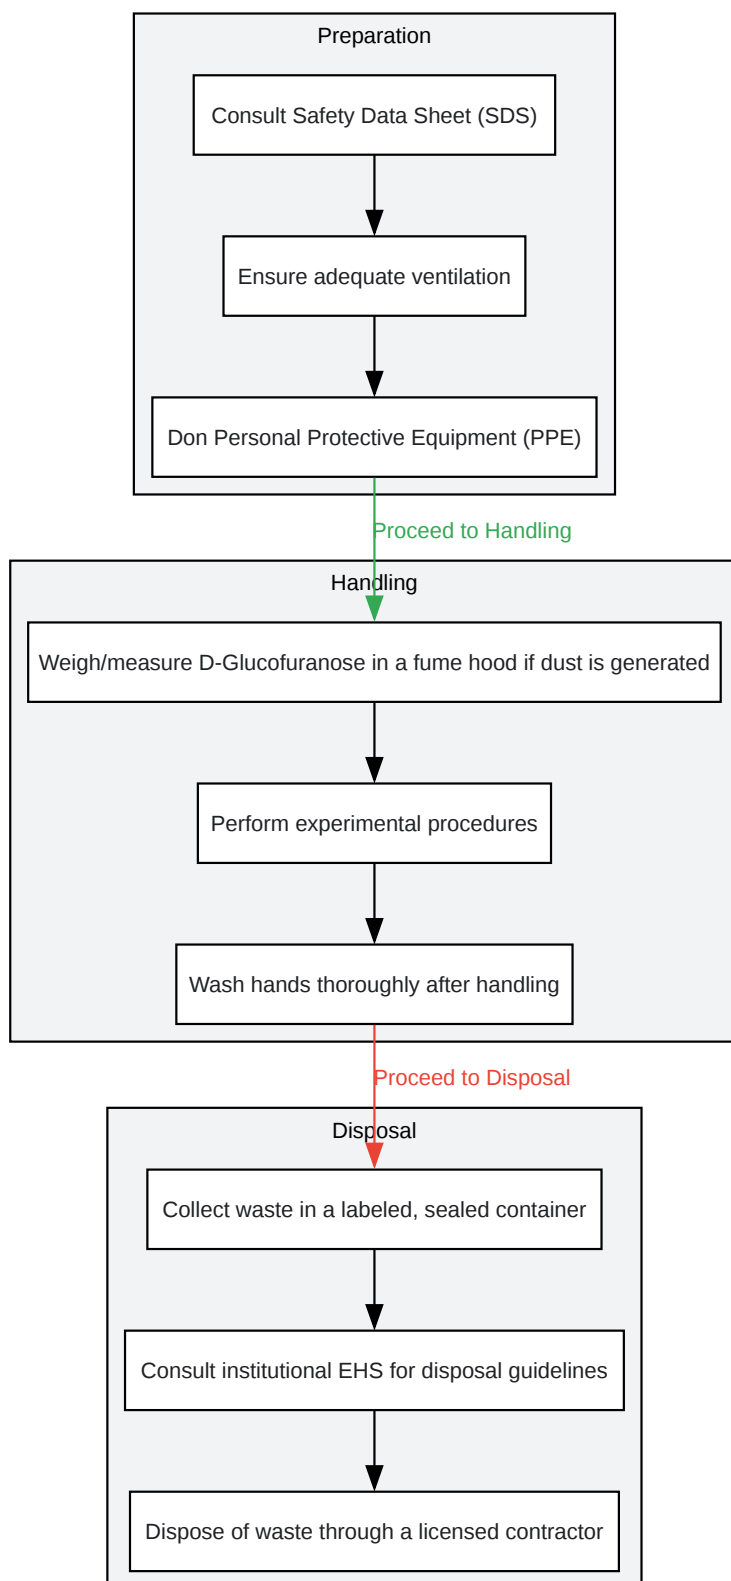 Preparation
Consult Safety Data Sheet (SDS)
Ensure adequate ventilation
Don Personal Protective Equipment (PPE)
Proceed to Handling
Handling
Weigh/measure D-Glucofuranose in a fume hood if dust is generated
Perform experimental procedures
Wash hands thoroughly after handling
Proceed to Disposal
Disposal
Collect waste in a labeled, sealed container
Consult institutional EHS for disposal guidelines
Dispose of waste through a licensed contractor